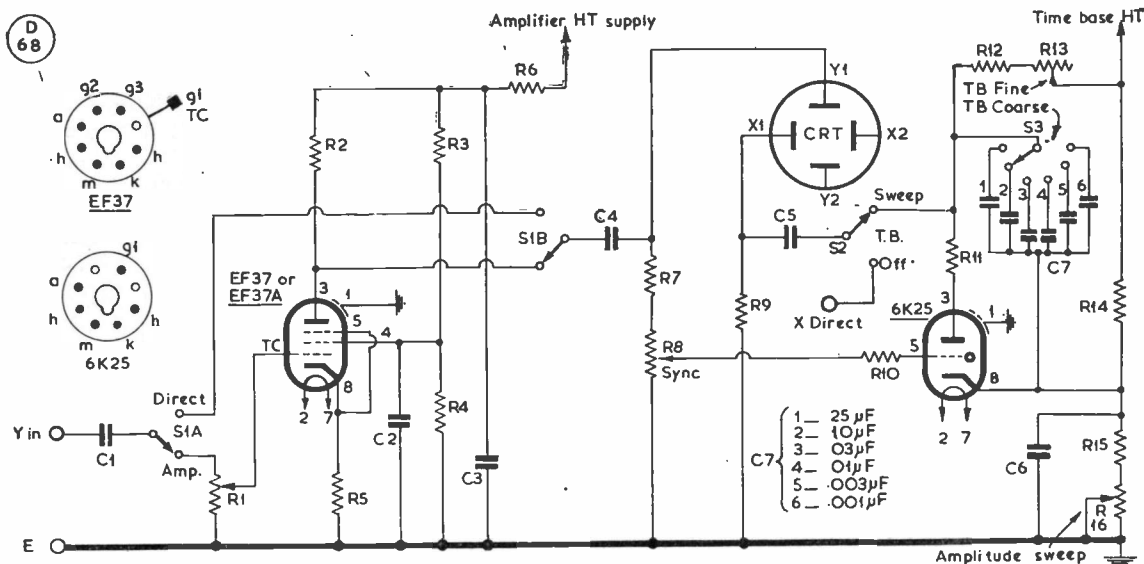 D
68
Amplifier HT supply
Time base HT
R6
R12
R13
TB Fine
TB Coarse
S3
g2
g3
g1
TC
a
h
h
m
k
EF37
R2
R3
Y1
X1
CRT
X2
Y2
1
2
3
4
5
6
C7
S1B
C4
C5
Sweep
S2
T.B.
Off
X Direct
R11
g1
a
h
h
m
k
6K25
EF37 or
EF37A
3
1
5
4
TC
8
2
7
R7
R9
R8
Sync
R10
6K25
3
1
5
8
2
7
R14
Direct
S1A
Amp.
Y in
C1
R1
R5
C2
R4
C3
C7
1_ 25µF
2_ 10µF
3_ 03µF
4_ 01µF
5_ .003µF
6_ .001µF
C6
R15
R
16
E
Amplitude sweep